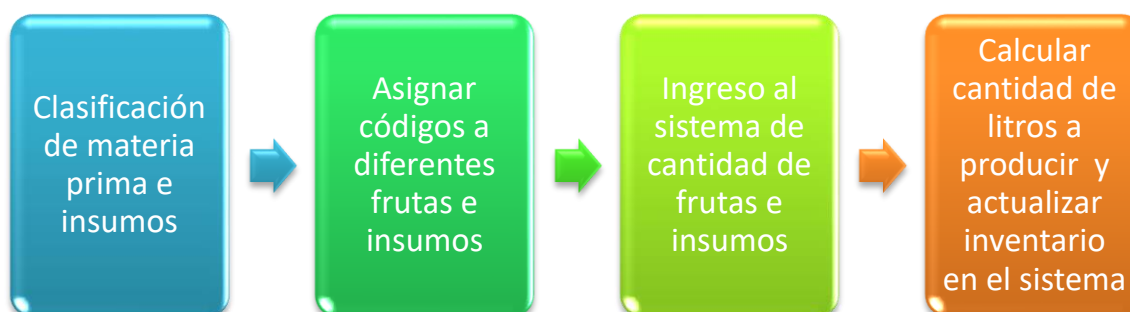 Clasificación
de materia
prima e
insumos
Asignar
códigos a
diferentes
frutas e
insumos
Ingreso al
sistema de
cantidad de
frutas e
insumos
Calcular
cantidad de
litros a
producir y
actualizar
inventario
en el sistema